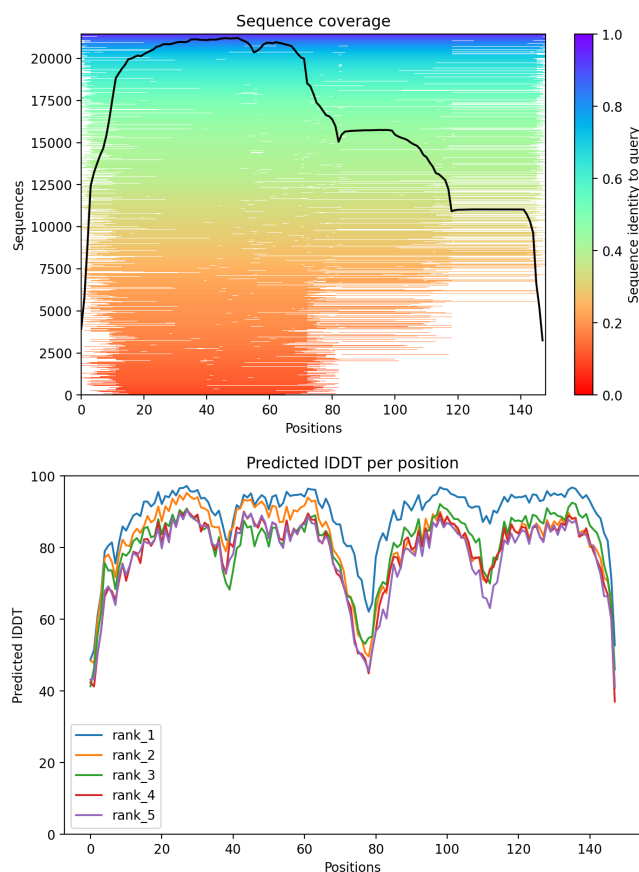 Sequence coverage
20000
17500
15000
12500
10000
7500
5000
2500
0
Sequences
0 20 40 60 80 100 120 140
Positions
1.0
0.8
0.6
0.4
0.2
0.0
Sequence identity to query
Predicted lDDT per position
100
80
60
40
20
0
Predicted lDDT
rank_1
rank_2
rank_3
rank_4
rank_5
0 20 40 60 80 100 120 140
Positions